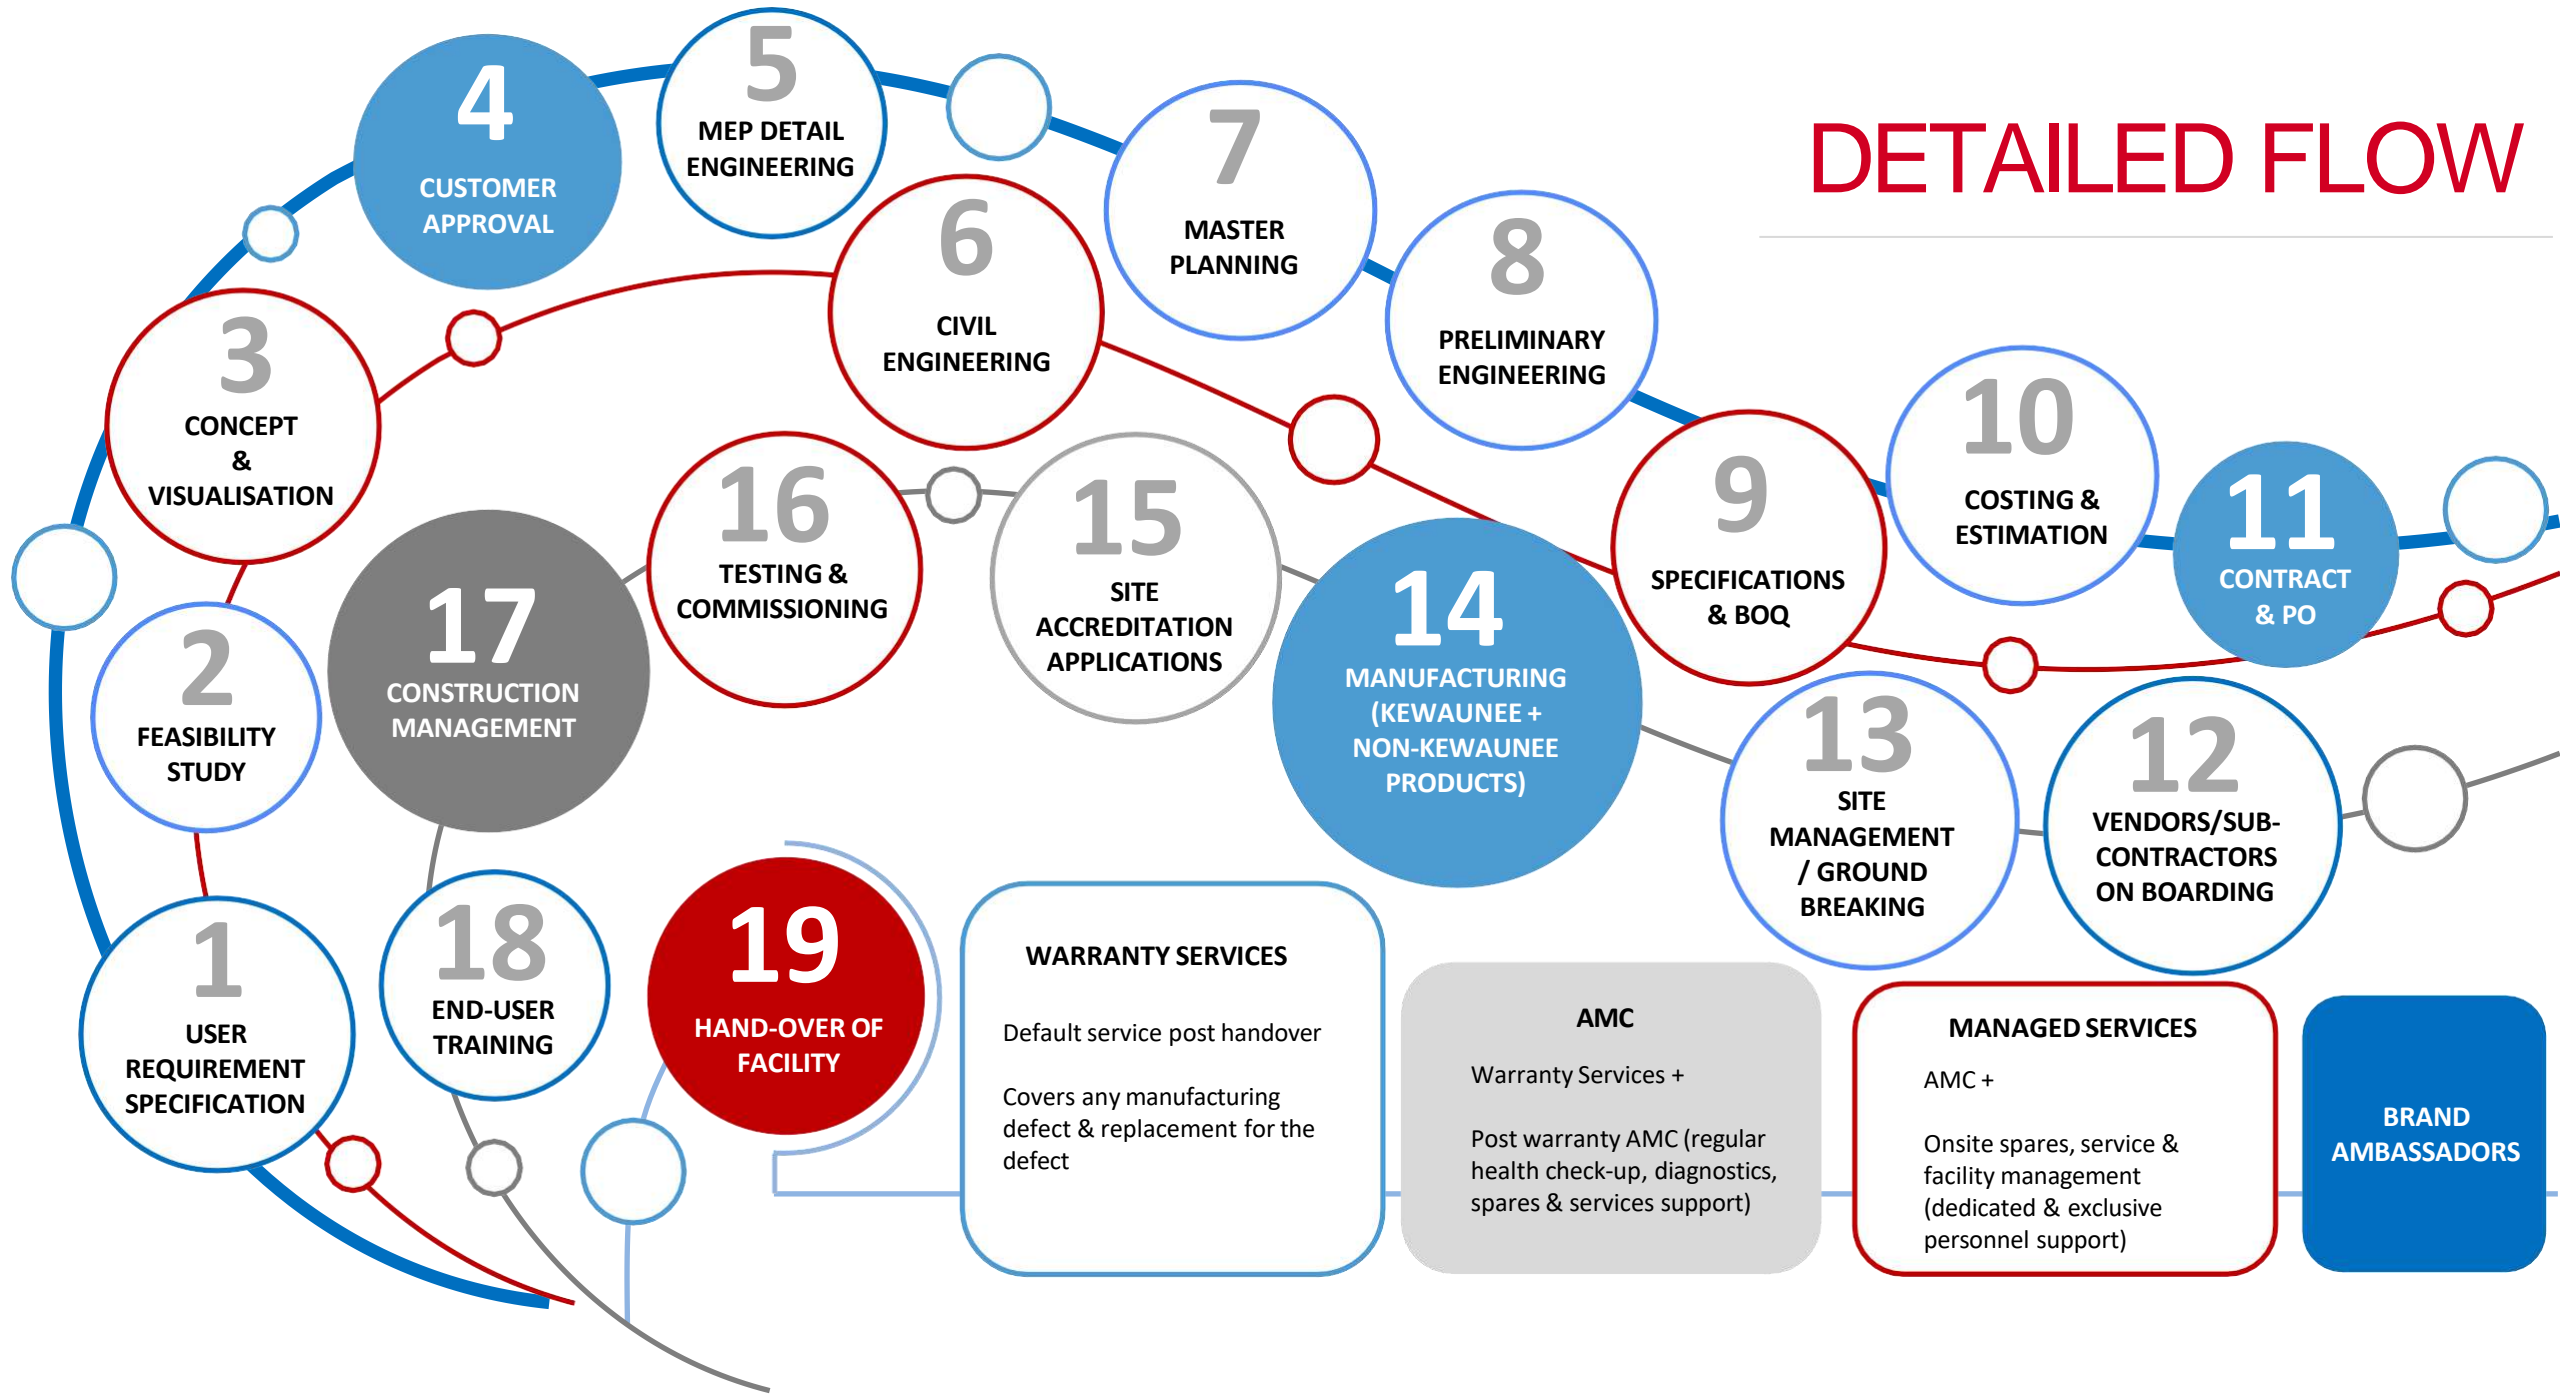 DETAILED FLOW
1
USER
REQUIREMENT
SPECIFICATION
2
FEASIBILITY
STUDY
3
CONCEPT
&
VISUALISATION
4
CUSTOMER
APPROVAL
5
MEP DETAIL
ENGINEERING
6
CIVIL
ENGINEERING
7
MASTER
PLANNING
8
PRELIMINARY
ENGINEERING
9
SPECIFICATIONS
& BOQ
10
COSTING &
ESTIMATION
11
CONTRACT
& PO
12
VENDORS/SUB-
CONTRACTORS
ON BOARDING
13
SITE
MANAGEMENT
/ GROUND
BREAKING
14
MANUFACTURING
(KEWAUNEE +
NON-KEWAUNEE
PRODUCTS)
15
SITE
ACCREDITATION
APPLICATIONS
16
TESTING &
COMMISSIONING
17
CONSTRUCTION
MANAGEMENT
18
END-USER
TRAINING
19
HAND-OVER OF
FACILITY
WARRANTY SERVICES
Default service post handover
Covers any manufacturing
defect & replacement for the
defect
AMC
Warranty Services +
Post warranty AMC (regular
health check-up, diagnostics,
spares & services support)
MANAGED SERVICES
AMC +
Onsite spares, service &
facility management
(dedicated & exclusive
personnel support)
BRAND
AMBASSADORS